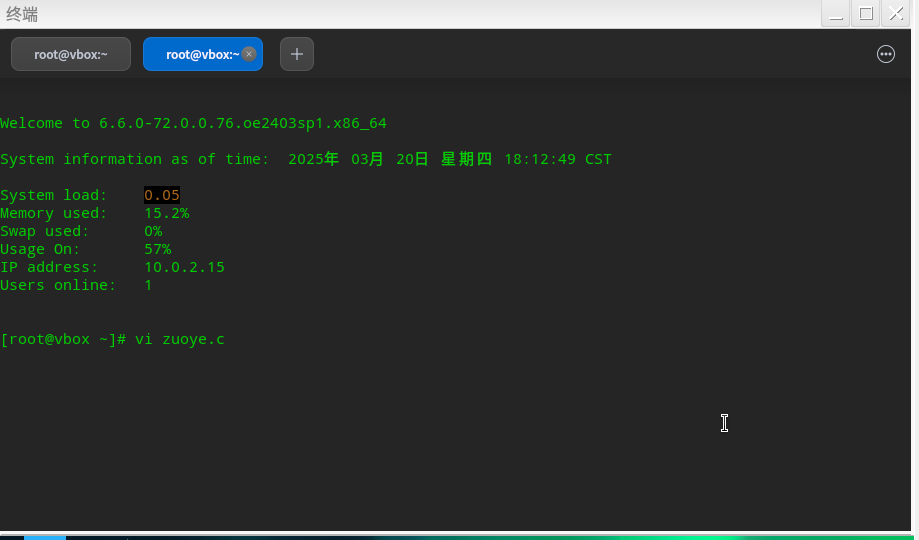 终端
root@vbox:~
root@vbox:~
Welcome to 6.6.0-72.0.0.76.oe2403sp1.x86_64
System information as of time:  2025年 03月 20日 星期四 18:12:49 CST
System load:    0.05
Memory used:    15.2%
Swap used:      0%
Usage On:       57%
IP address:     10.0.2.15
Users online:   1
[root@vbox ~]# vi zuoye.c